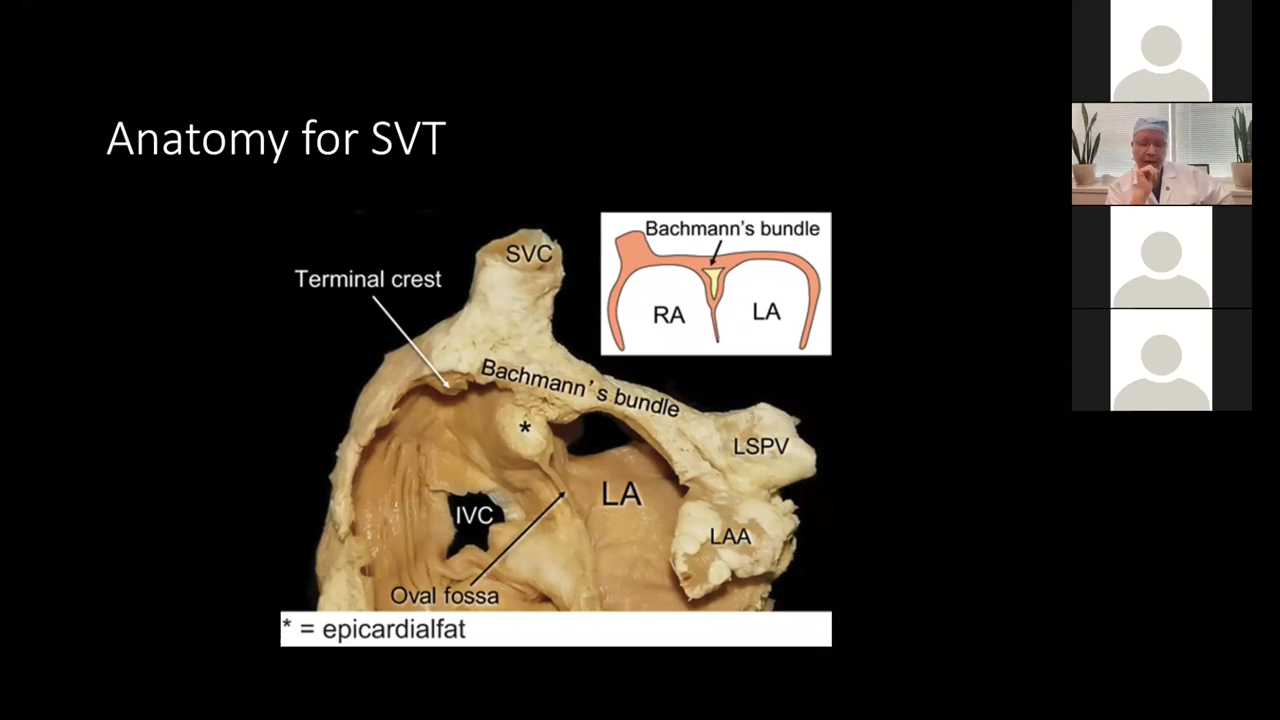 Anatomy for SVT
Bachmann's bundle
RA
LA
SVC
Terminal crest
Bachmann's bundle
*
LSPV
LA
IVC
LAA
Oval fossa
* = epicardialfat